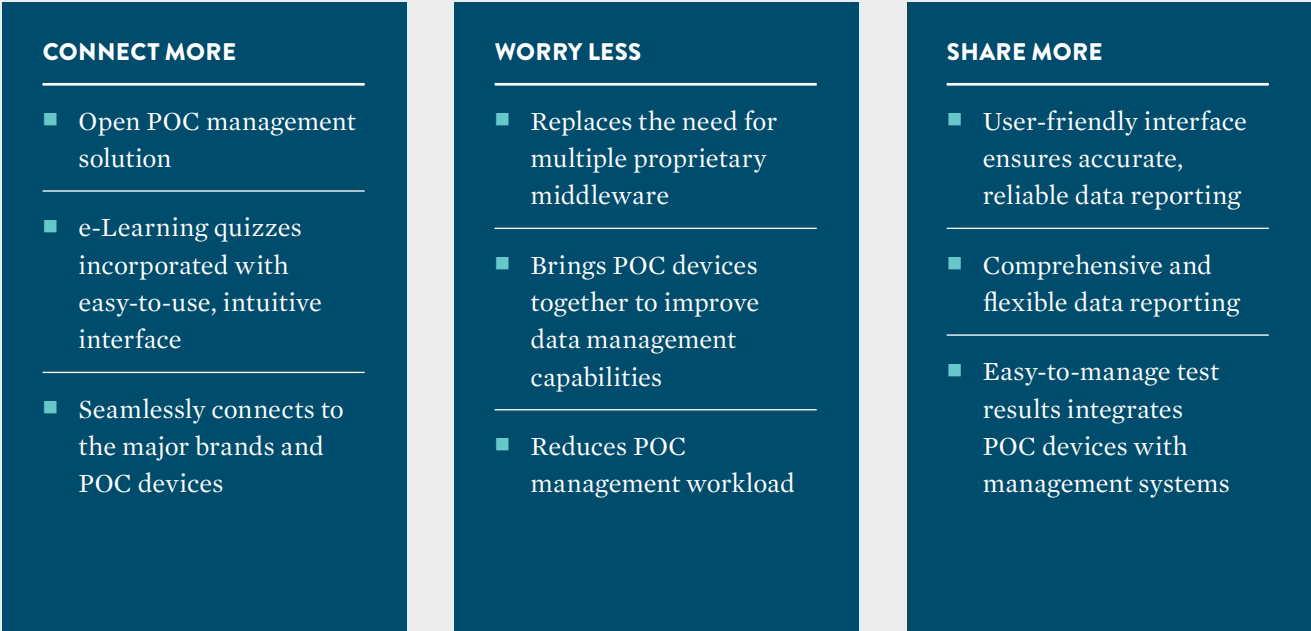 CONNECT MORE
Open POC management
solution
e-Learning quizzes
incorporated with
easy-to-use, intuitive
interface
Seamlessly connects to
the major brands and
POC devices
WORRY LESS
Replaces the need for
multiple proprietary
middleware
Brings POC devices
together to improve
data management
capabilities
Reduces POC
management workload
SHARE MORE
User-friendly interface
ensures accurate,
reliable data reporting
Comprehensive and
flexible data reporting
Easy-to-manage test
results integrates
POC devices with
management systems